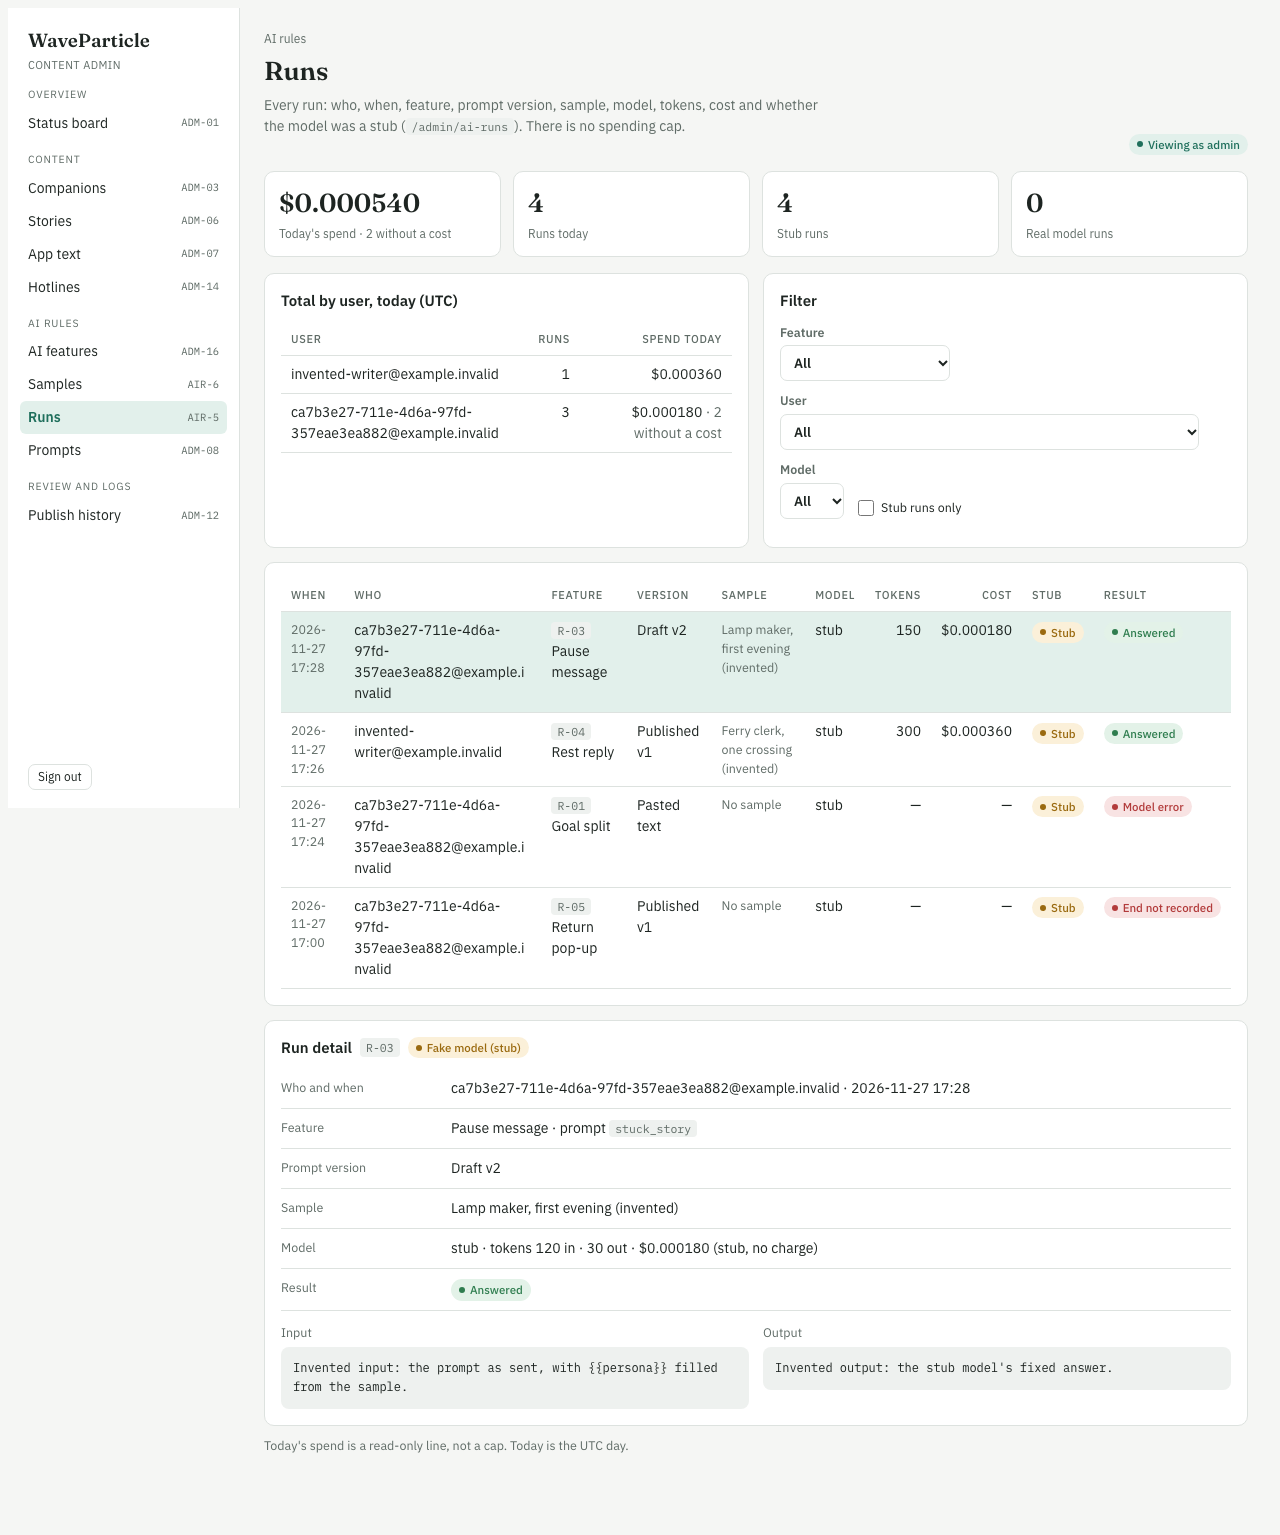 WaveParticle
CONTENT ADMIN
OVERVIEW
Status board ADM-01
CONTENT
Companions ADM-03
Stories ADM-06
App text ADM-07
Hotlines ADM-14
AI RULES
AI features ADM-16
Samples AIR-6
Runs AIR-5
Prompts ADM-08
REVIEW AND LOGS
Publish history ADM-12
Sign out
AI rules
Runs
Every run: who, when, feature, prompt version, sample, model, tokens, cost and whether
the model was a stub ( /admin/ai-runs ). There is no spending cap.
Viewing as admin
$0.000540
Today's spend · 2 without a cost
4
Runs today
4
Stub runs
0
Real model runs
Total by user, today (UTC)
USER RUNS SPEND TODAY
invented-writer@example.invalid 1 $0.000360
ca7b3e27-711e-4d6a-97fd- 3 $0.000180 · 2
357eae3ea882@example.invalid without a cost
Filter
Feature
All
User
All
Model
All Stub runs only
WHEN WHO FEATURE VERSION SAMPLE MODEL TOKENS COST STUB RESULT
2026- ca7b3e27-711e-4d6a- R-03 Draft v2 Lamp maker, stub 150 $0.000180 Stub Answered
11-27 97fd- Pause first evening
17:28 357eae3ea882@example.i message (invented)
nvalid
2026- invented- R-04 Published Ferry clerk, stub 300 $0.000360 Stub Answered
11-27 writer@example.invalid Rest reply v1 one crossing
17:26 (invented)
2026- ca7b3e27-711e-4d6a- R-01 Pasted No sample stub — — Stub Model error
11-27 97fd- Goal split text
17:24 357eae3ea882@example.i
nvalid
2026- ca7b3e27-711e-4d6a- R-05 Published No sample stub — — Stub End not recorded
11-27 97fd- Return v1
17:00 357eae3ea882@example.i pop-up
nvalid
Run detail R-03 Fake model (stub)
Who and when ca7b3e27-711e-4d6a-97fd-357eae3ea882@example.invalid · 2026-11-27 17:28
Feature Pause message · prompt stuck_story
Prompt version Draft v2
Sample Lamp maker, first evening (invented)
Model stub · tokens 120 in · 30 out · $0.000180 (stub, no charge)
Result Answered
Input
Invented input: the prompt as sent, with {{persona}} filled
from the sample.
Output
Invented output: the stub model's fixed answer.
Today's spend is a read-only line, not a cap. Today is the UTC day.